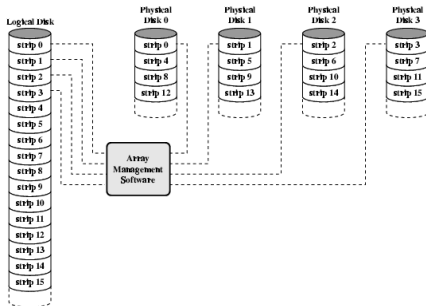 Logical Disk
strip 0
strip 1
strip 2
strip 3
strip 4
strip 5
strip 6
strip 7
strip 8
strip 9
strip 10
strip 11
strip 12
strip 13
strip 14
strip 15
Array
Management
Software
Physical
Disk 0
strip 0
strip 4
strip 8
strip 12
Physical
Disk 1
strip 1
strip 5
strip 9
strip 13
Physical
Disk 2
strip 2
strip 6
strip 10
strip 14
Physical
Disk 3
strip 3
strip 7
strip 11
strip 15